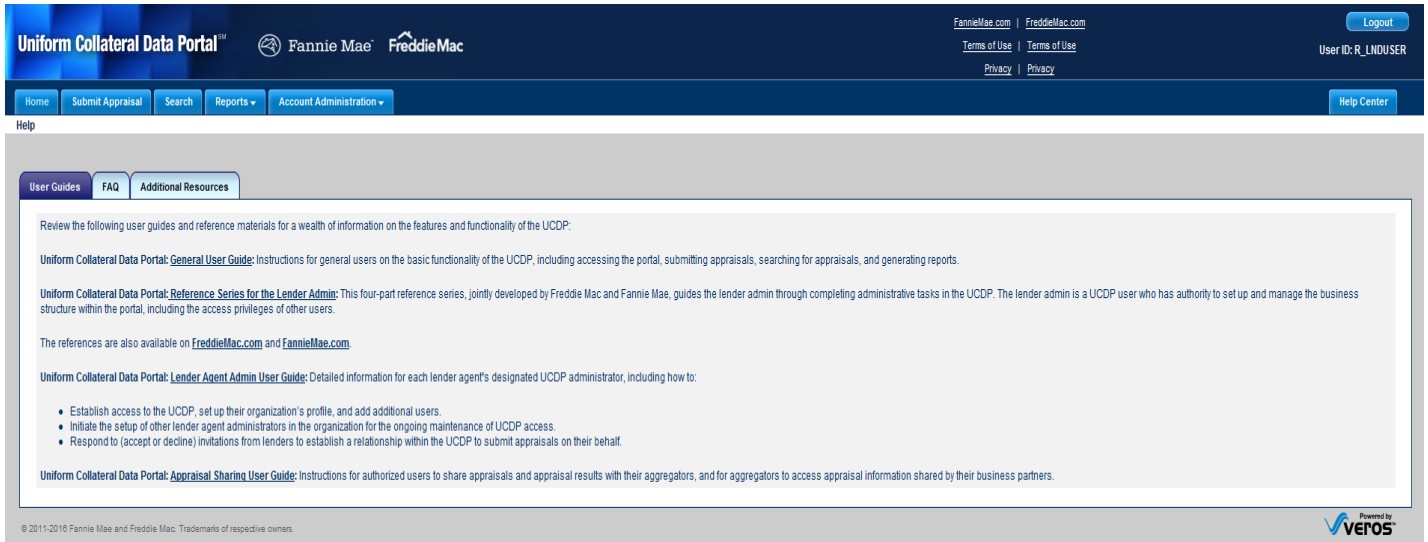 Uniform Collateral Data Portal℠ Fannie Mae® Freddie Mac
FannieMae.com | FreddieMac.com
Terms of Use | Terms of Use
Privacy | Privacy
Logout
User ID: R_LNDUSER
Home Submit Appraisal Search Reports Account Administration Help Center
Help
User Guides FAQ Additional Resources
Review the following user guides and reference materials for a wealth of information on the features and functionality of the UCDP:
Uniform Collateral Data Portal: General User Guide: Instructions for general users on the basic functionality of the UCDP, including accessing the portal, submitting appraisals, searching for appraisals, and generating reports.
Uniform Collateral Data Portal: Reference Series for the Lender Admin: This four-part reference series, jointly developed by Freddie Mac and Fannie Mae, guides the lender admin through completing administrative tasks in the UCDP. The lender admin is a UCDP user who has authority to set up and manage the business
structure within the portal, including the access privileges of other users.
The references are also available on FreddieMac.com and FannieMae.com.
Uniform Collateral Data Portal: Lender Agent Admin User Guide: Detailed information for each lender agent's designated UCDP administrator, including how to:
• Establish access to the UCDP, set up their organization's profile, and add additional users.
• Initiate the setup of other lender agent administrators in the organization for the ongoing maintenance of UCDP access.
• Respond to (accept or decline) invitations from lenders to establish a relationship within the UCDP to submit appraisals on their behalf.
Uniform Collateral Data Portal: Appraisal Sharing User Guide: Instructions for authorized users to share appraisals and appraisal results with their aggregators, and for aggregators to access appraisal information shared by their business partners.
© 2011-2016 Fannie Mae and Freddie Mac. Trademarks of respective owners.
Powered by
veros™